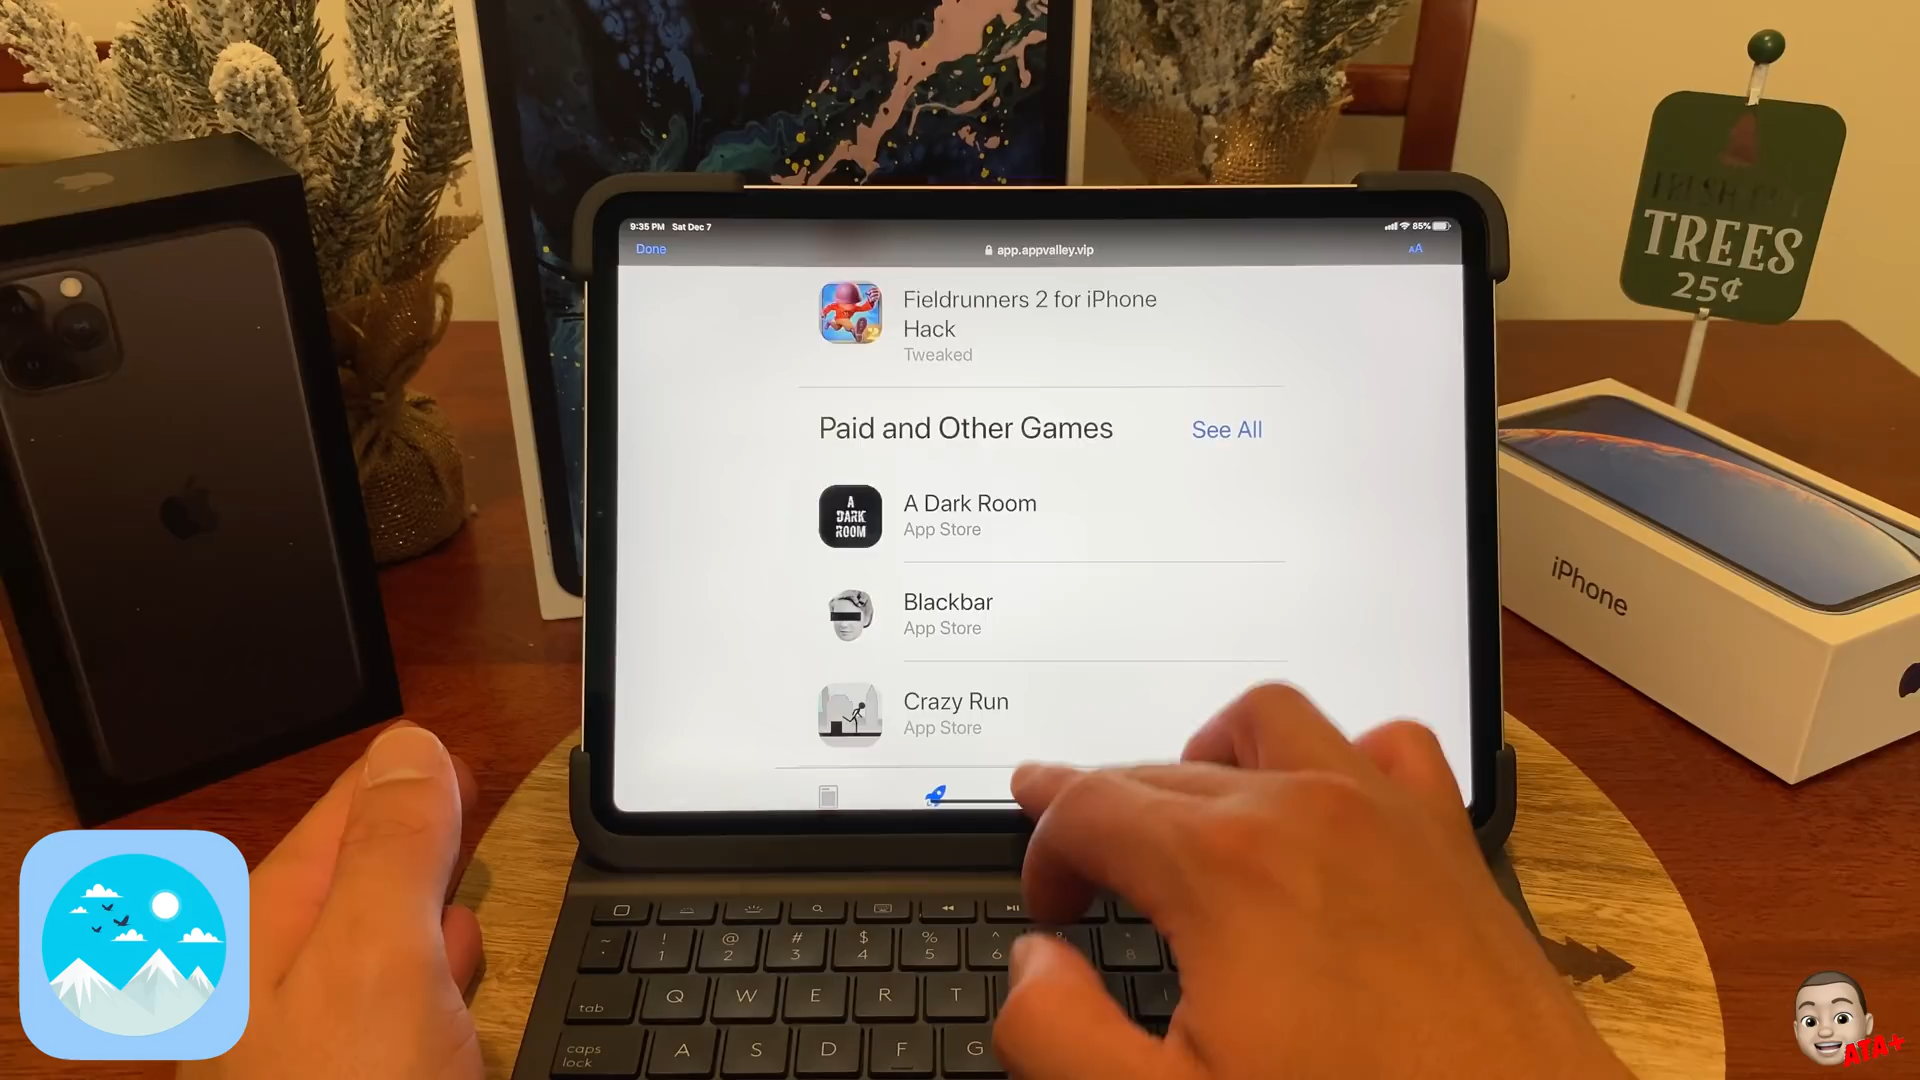 9:35 PM Sat Dec 7
85%
Done
app.appvalley.vip
AA
Fieldrunners 2 for iPhone
Hack
Tweaked
Paid and Other Games
See All
A
DARK
ROOM
A Dark Room
App Store
Blackbar
App Store
Crazy Run
App Store
TREES
25¢
iPhone
~
! 1
@ 2
# 3
$ 4
% 5
^ 6
8
tab
Q W E R T
caps
lock
A S D F G
ATA+